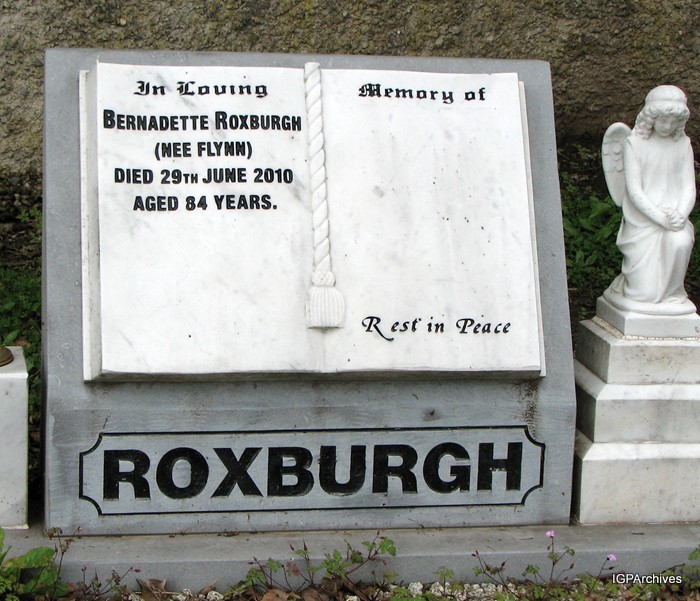 In Loving Memory of
BERNADETTE ROXBURGH
(NEE FLYNN)
DIED 29TH JUNE 2010
AGED 84 YEARS.
Rest in Peace
ROXBURGH
IGPArchives